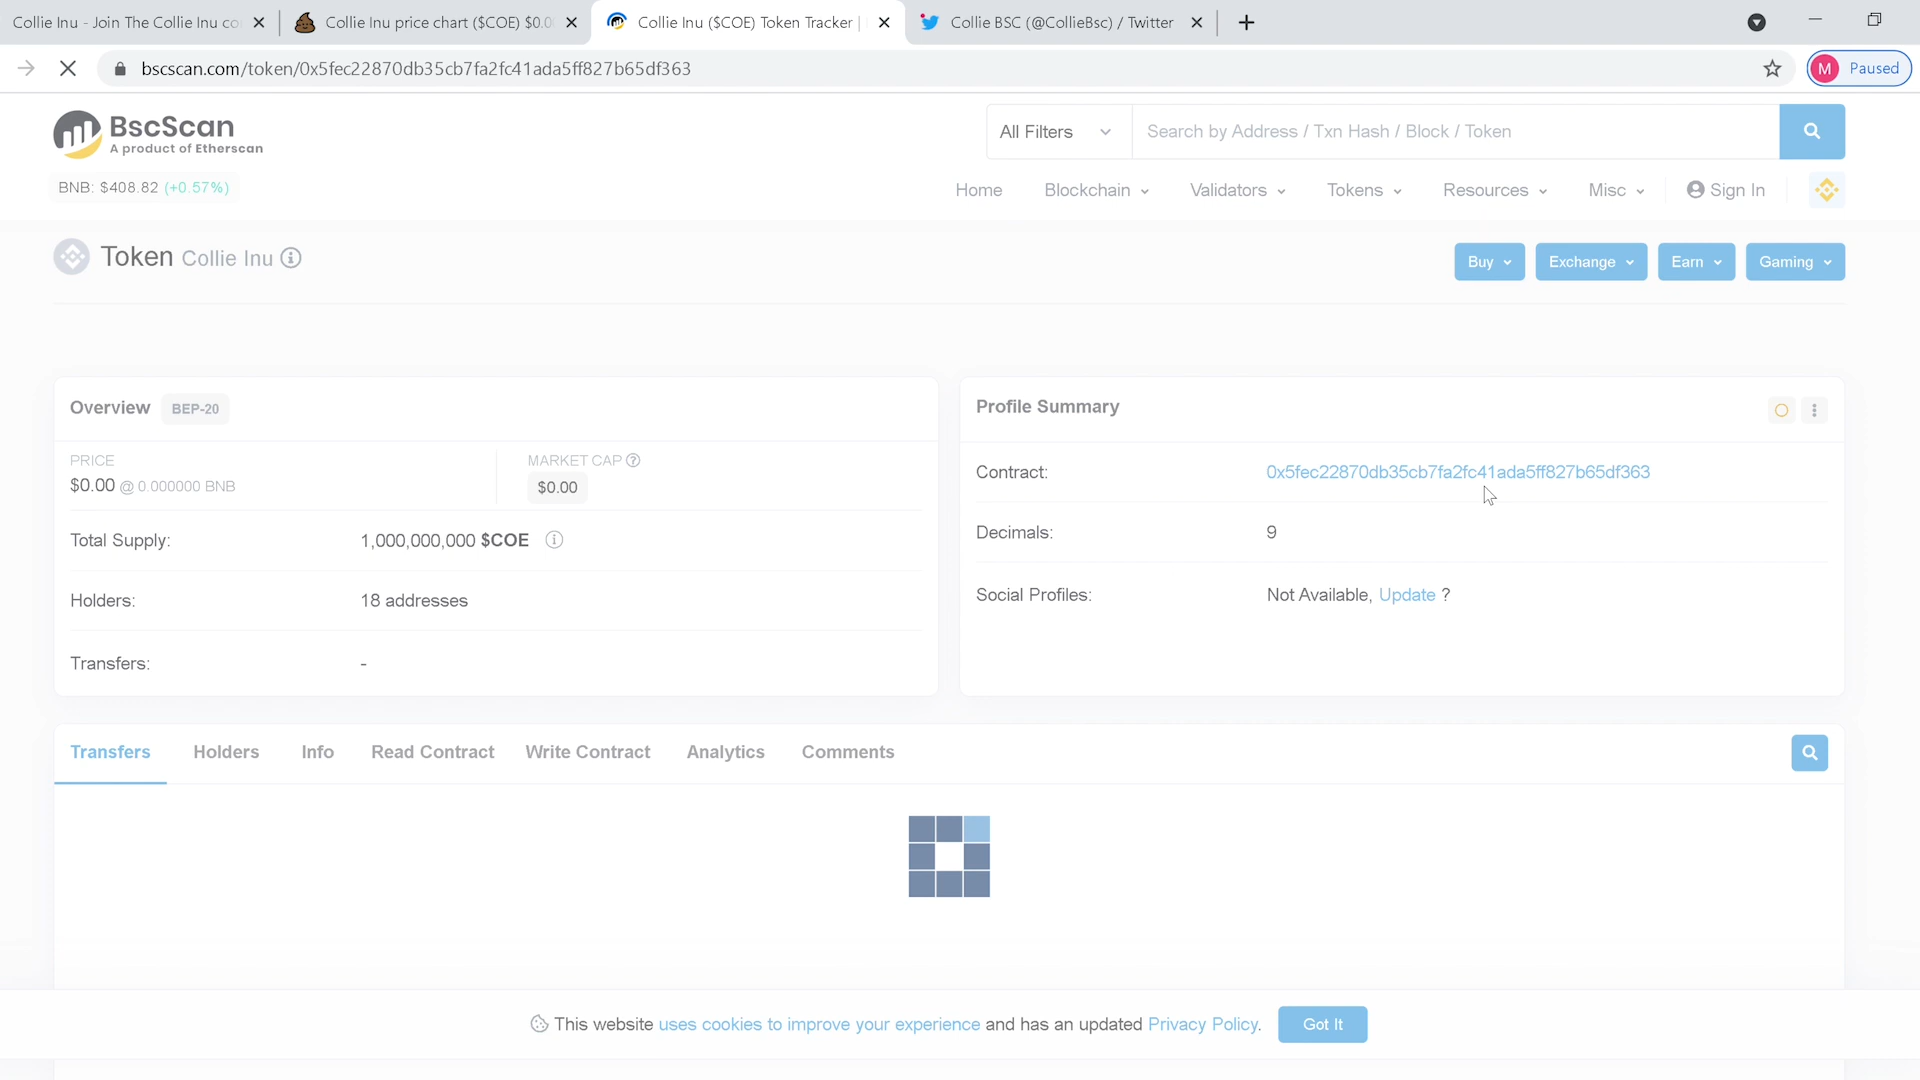 Collie Inu - Join The Collie Inu co
Collie Inu price chart ($COE) $0.0
Collie Inu ($COE) Token Tracker |
Collie BSC (@CollieBsc) / Twitter
bscscan.com/token/0x5fec22870db35cb7fa2fc41ada5ff827b65df363
M Paused
BscScan
A product of Etherscan
All Filters
Search by Address / Txn Hash / Block / Token
BNB: $408.82 (+0.57%)
Home Blockchain Validators Tokens Resources Misc Sign In
Token Collie Inu
Buy Exchange Earn Gaming
Overview BEP-20
PRICE
$0.00 @ 0.000000 BNB
MARKET CAP
$0.00
Total Supply: 1,000,000,000 $COE
Holders: 18 addresses
Transfers: -
Profile Summary
Contract: 0x5fec22870db35cb7fa2fc41ada5ff827b65df363
Decimals: 9
Social Profiles: Not Available, Update ?
Transfers Holders Info Read Contract Write Contract Analytics Comments
This website uses cookies to improve your experience and has an updated Privacy Policy. Got It